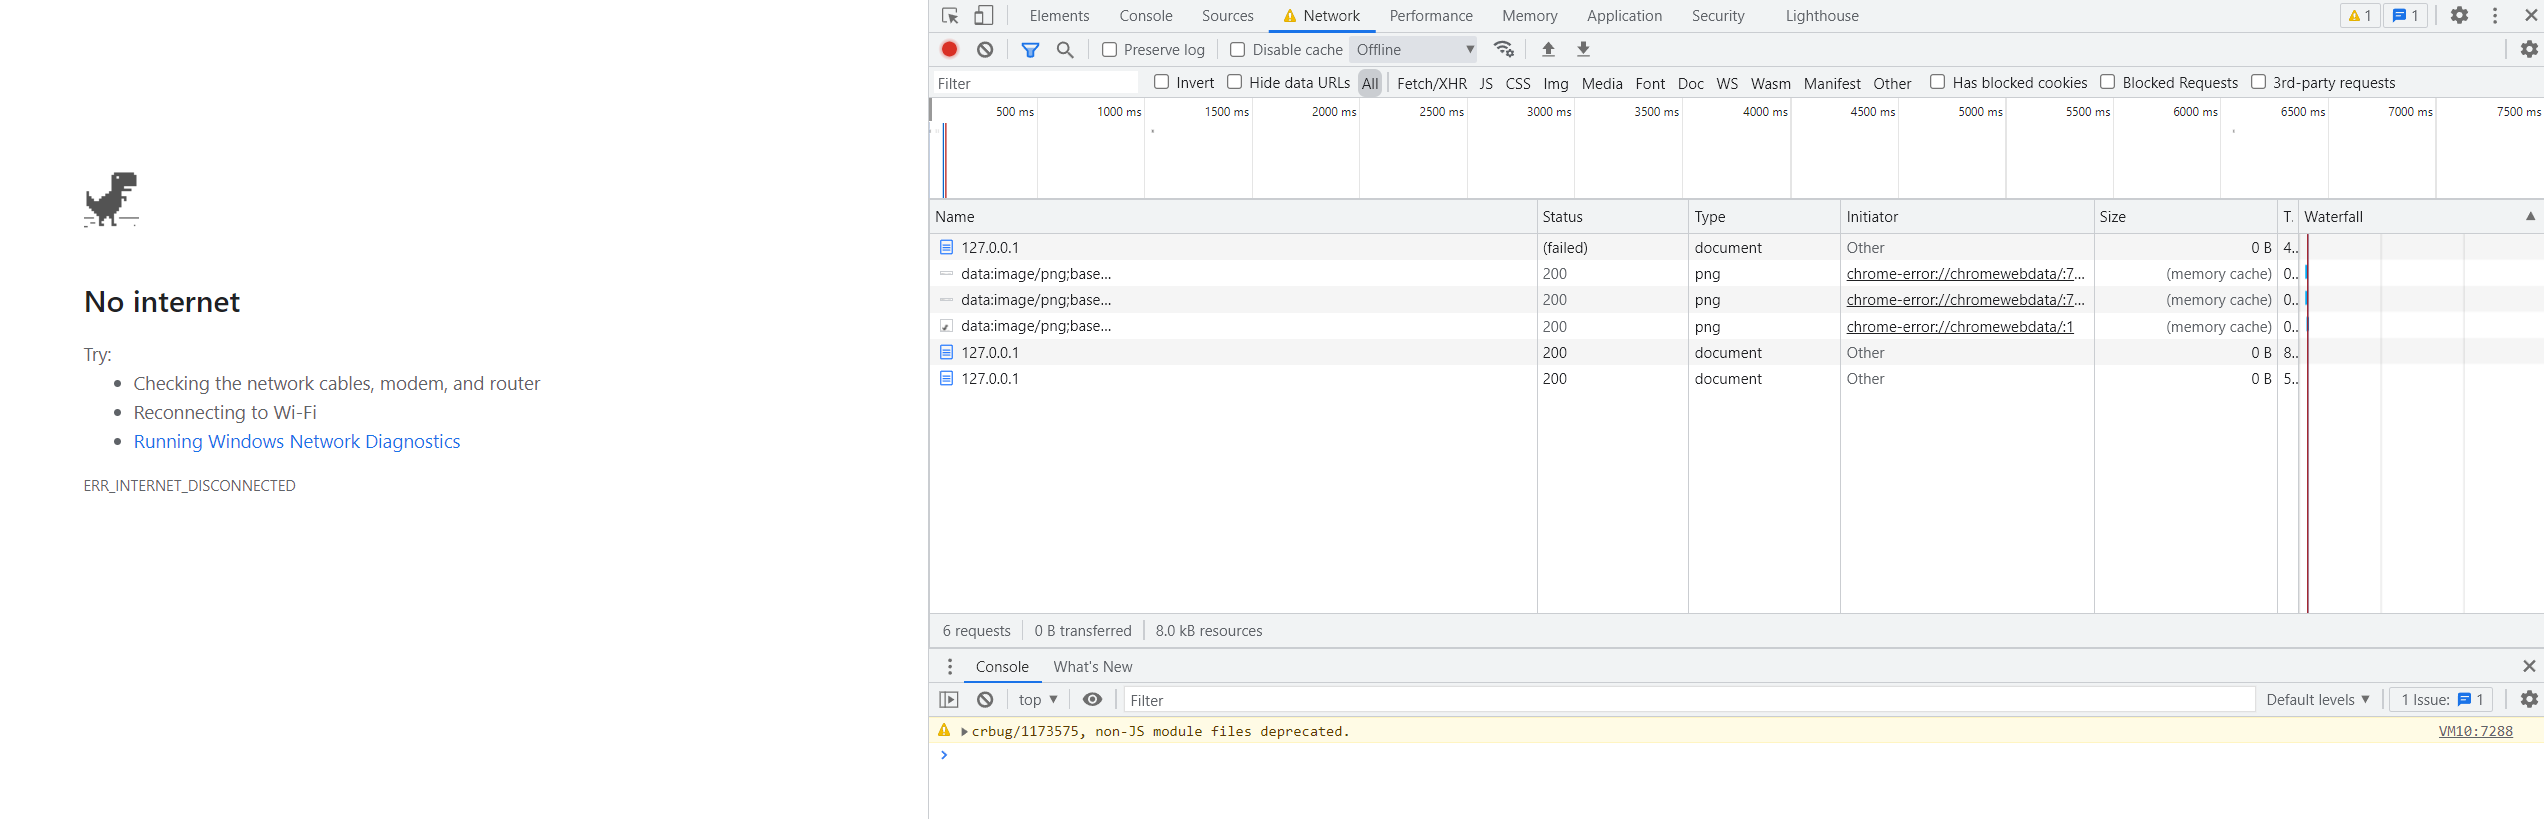 No internet
Try:
Checking the network cables, modem, and router
Reconnecting to Wi-Fi
Running Windows Network Diagnostics
ERR_INTERNET_DISCONNECTED
Elements Console Sources Network Performance Memory Application Security Lighthouse 1 1
Preserve log Disable cache Offline
Filter Invert Hide data URLs All Fetch/XHR JS CSS Img Media Font Doc WS Wasm Manifest Other Has blocked cookies Blocked Requests 3rd-party requests
500 ms 1000 ms 1500 ms 2000 ms 2500 ms 3000 ms 3500 ms 4000 ms 4500 ms 5000 ms 5500 ms 6000 ms 6500 ms 7000 ms 7500 ms
Name Status Type Initiator Size T. Waterfall
127.0.0.1 (failed) document Other 0 B 4..
data:image/png;base... 200 png chrome-error://chromewebdata/:7... (memory cache) 0..
data:image/png;base... 200 png chrome-error://chromewebdata/:7... (memory cache) 0..
data:image/png;base... 200 png chrome-error://chromewebdata/:1 (memory cache) 0..
127.0.0.1 200 document Other 0 B 8..
127.0.0.1 200 document Other 0 B 5..
6 requests 0 B transferred 8.0 kB resources
Console What's New
top Filter Default levels 1 Issue: 1
crbug/1173575, non-JS module files deprecated. VM10:7288